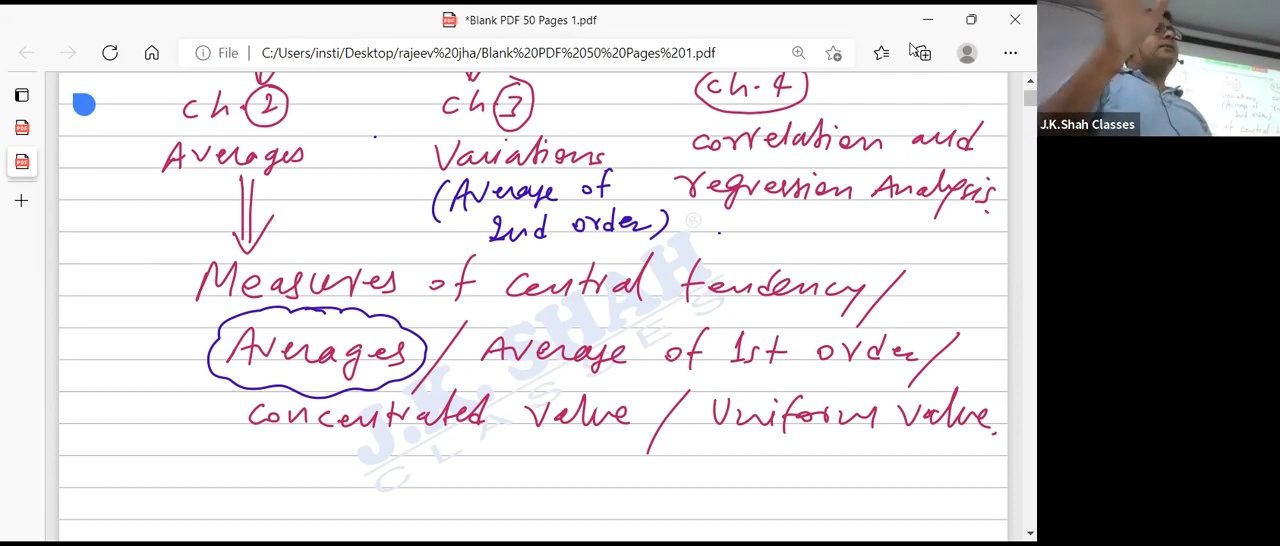 *Blank PDF 50 Pages 1.pdf
File C:/Users/insti/Desktop/rajeev%20jha/Blank%20PDF%2050%20Pages%201.pdf
J.K.Shah Classes
ch.2 ch 3 ch.4
Averages Variations correlation and
(Average of regression Analysis.
2nd order)
Measures of central tendency/
Averages / Average of 1st order/
concentrated value / Uniform value.
J.K. SHAH ®
CLASSES